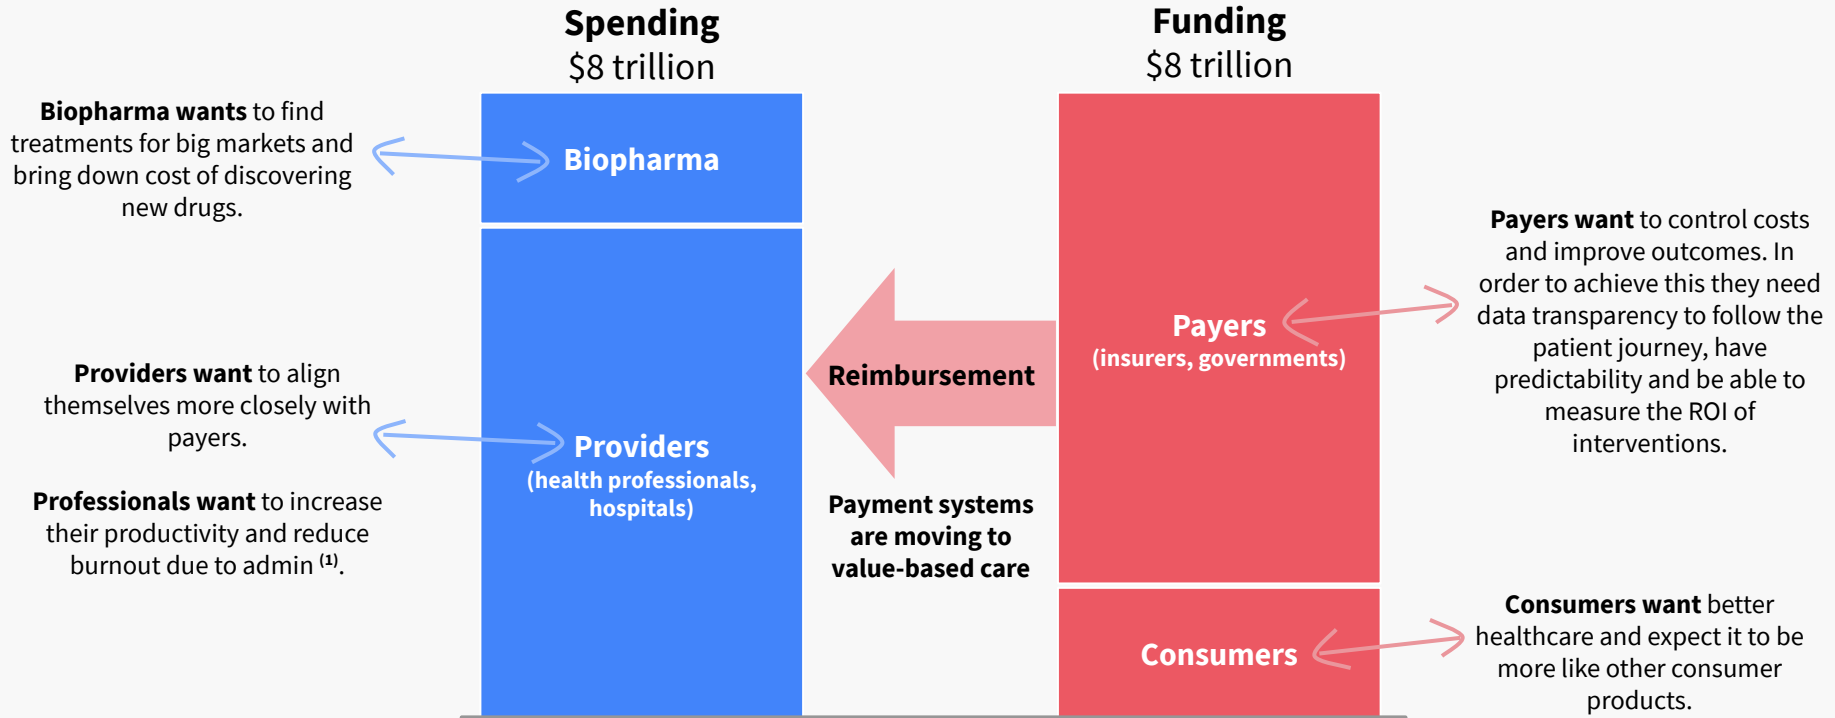 Spending
$8 trillion
Funding
$8 trillion
Biopharma wants to find
treatments for big markets and
bring down cost of discovering
new drugs.
Biopharma
Providers want to align
themselves more closely with
payers.
Professionals want to increase
their productivity and reduce
burnout due to admin (1).
Providers
(health professionals,
hospitals)
Reimbursement
Payment systems
are moving to
value-based care
Payers
(insurers, governments)
Payers want to control costs
and improve outcomes. In
order to achieve this they need
data transparency to follow the
patient journey, have
predictability and be able to
measure the ROI of
interventions.
Consumers
Consumers want better
healthcare and expect it to be
more like other consumer
products.